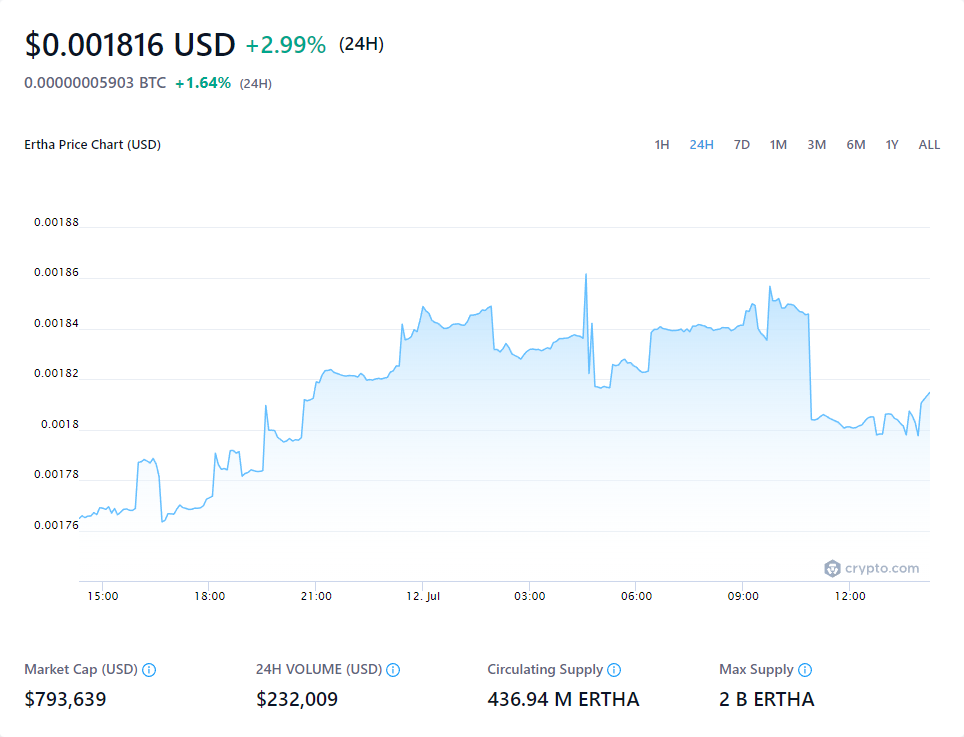 $0.001816 USD +2.99% (24H)
0.00000005903 BTC +1.64% (24H)
Ertha Price Chart (USD) 1H 24H 7D 1M 3M 6M 1Y ALL
0.00188
0.00186
0.00184
0.00182
0.0018
0.00178
0.00176
crypto.com
15:00 18:00 21:00 12. Jul 03:00 06:00 09:00 12:00
Market Cap (USD) 24H VOLUME (USD) Circulating Supply Max Supply
$793,639 $232,009 436.94 M ERTHA 2 B ERTHA